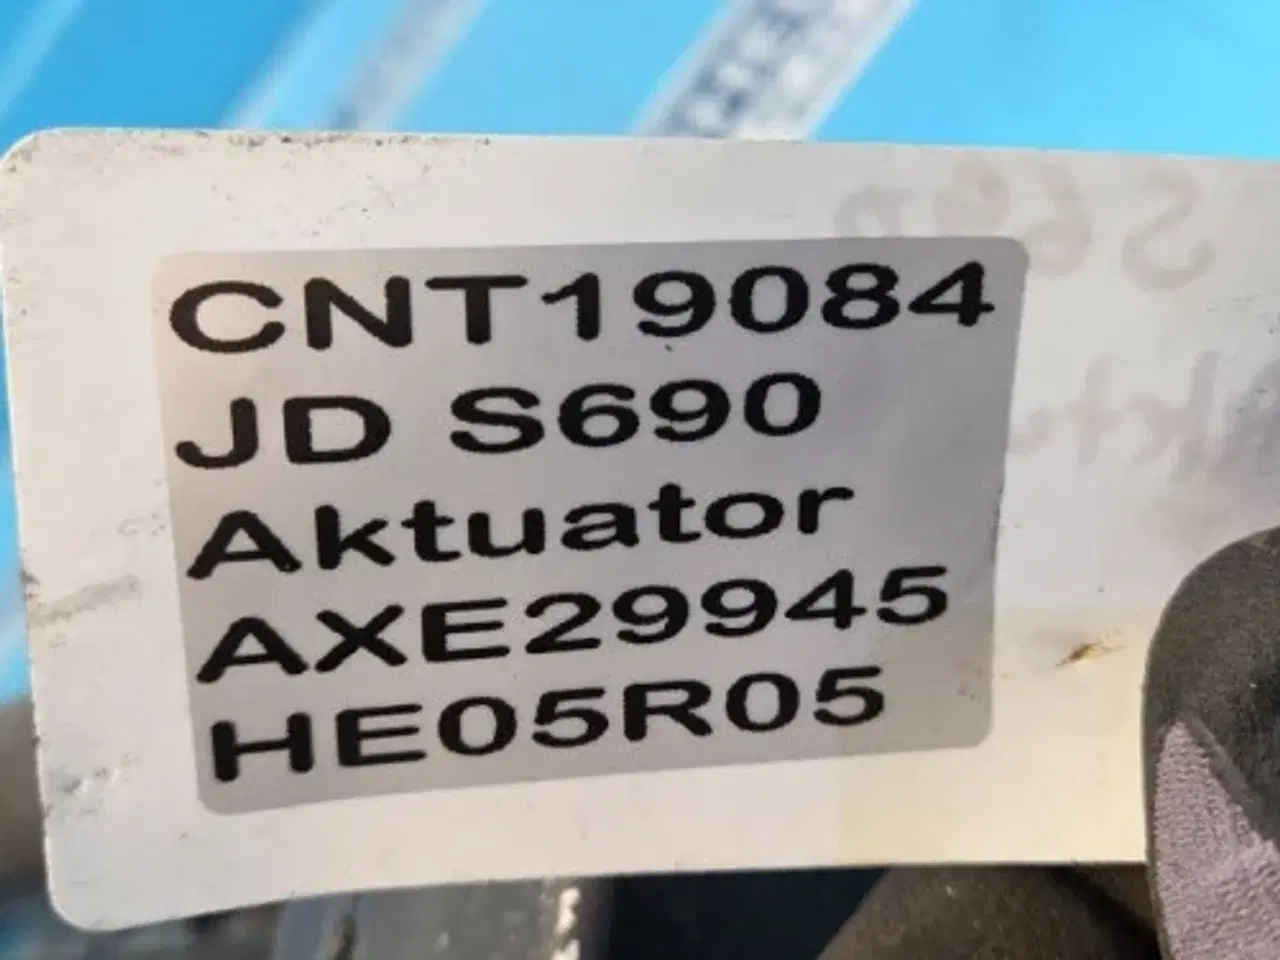 CNT19084
JD S690
Aktuator
AXE29945
HE05R05